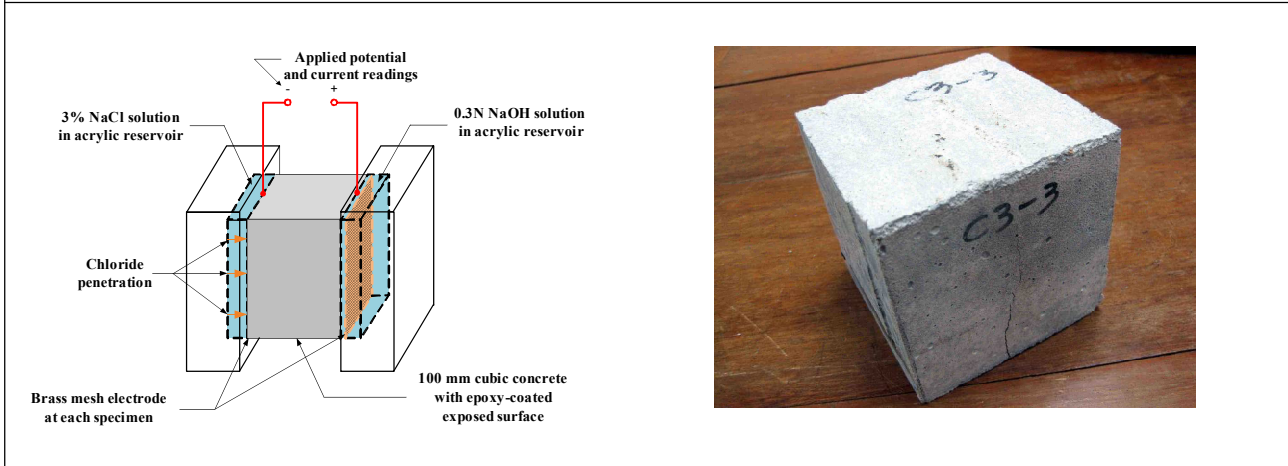 Applied potential
and current readings
- +
3% NaCl solution
in acrylic reservoir
0.3N NaOH solution
in acrylic reservoir
Chloride
penetration
Brass mesh electrode
at each specimen
100 mm cubic concrete
with epoxy-coated
exposed surface
C3-3
C3-3